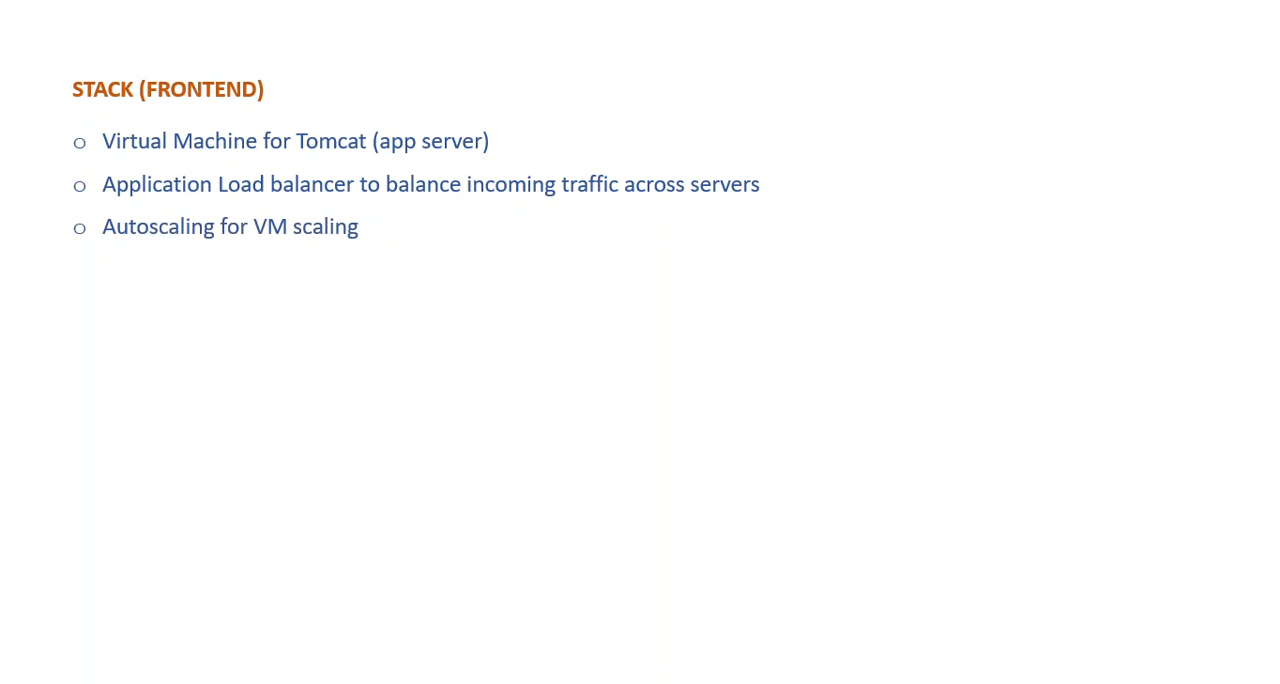 STACK (FRONTEND)
o Virtual Machine for Tomcat (app server)
o Application Load balancer to balance incoming traffic across servers
o Autoscaling for VM scaling